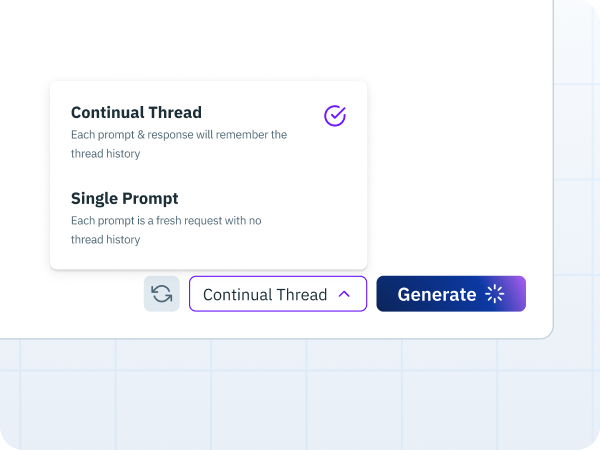 Continual Thread
Each prompt & response will remember the
thread history
Single Prompt
Each prompt is a fresh request with no
thread history
Continual Thread
Generate